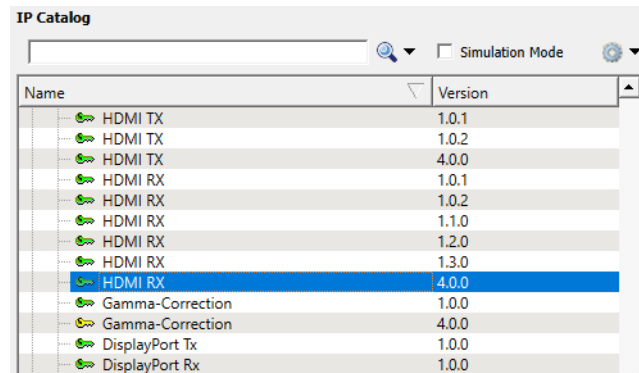 IP Catalog
Simulation Mode
Name Version
HDMI TX 1.0.1
HDMI TX 1.0.2
HDMI TX 4.0.0
HDMI RX 1.0.1
HDMI RX 1.0.2
HDMI RX 1.1.0
HDMI RX 1.2.0
HDMI RX 1.3.0
HDMI RX 4.0.0
Gamma-Correction 1.0.0
Gamma-Correction 4.0.0
DisplayPort Tx 1.0.0
DisplayPort Rx 1.0.0